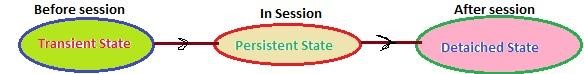 Before session
In Session
After session
Transient State
Persistent State
Detaiched State